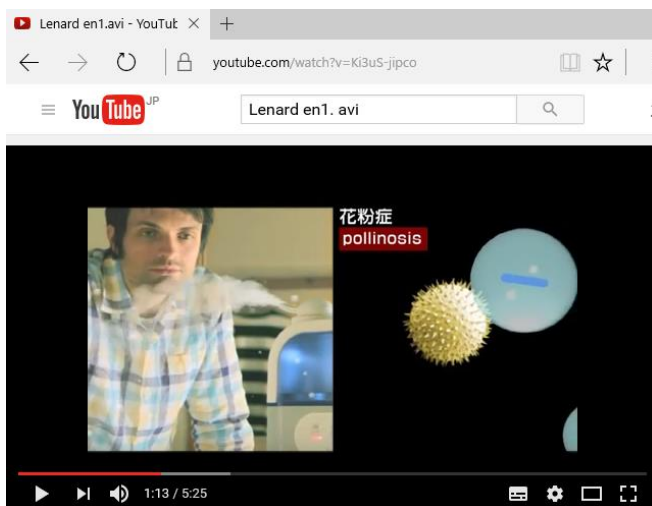 Lenard en1.avi - YouTub
youtube.com/watch?v=Ki3uS-jipco
YouTube JP
Lenard en1. avi
花粉症
pollinosis
1:13 / 5:25